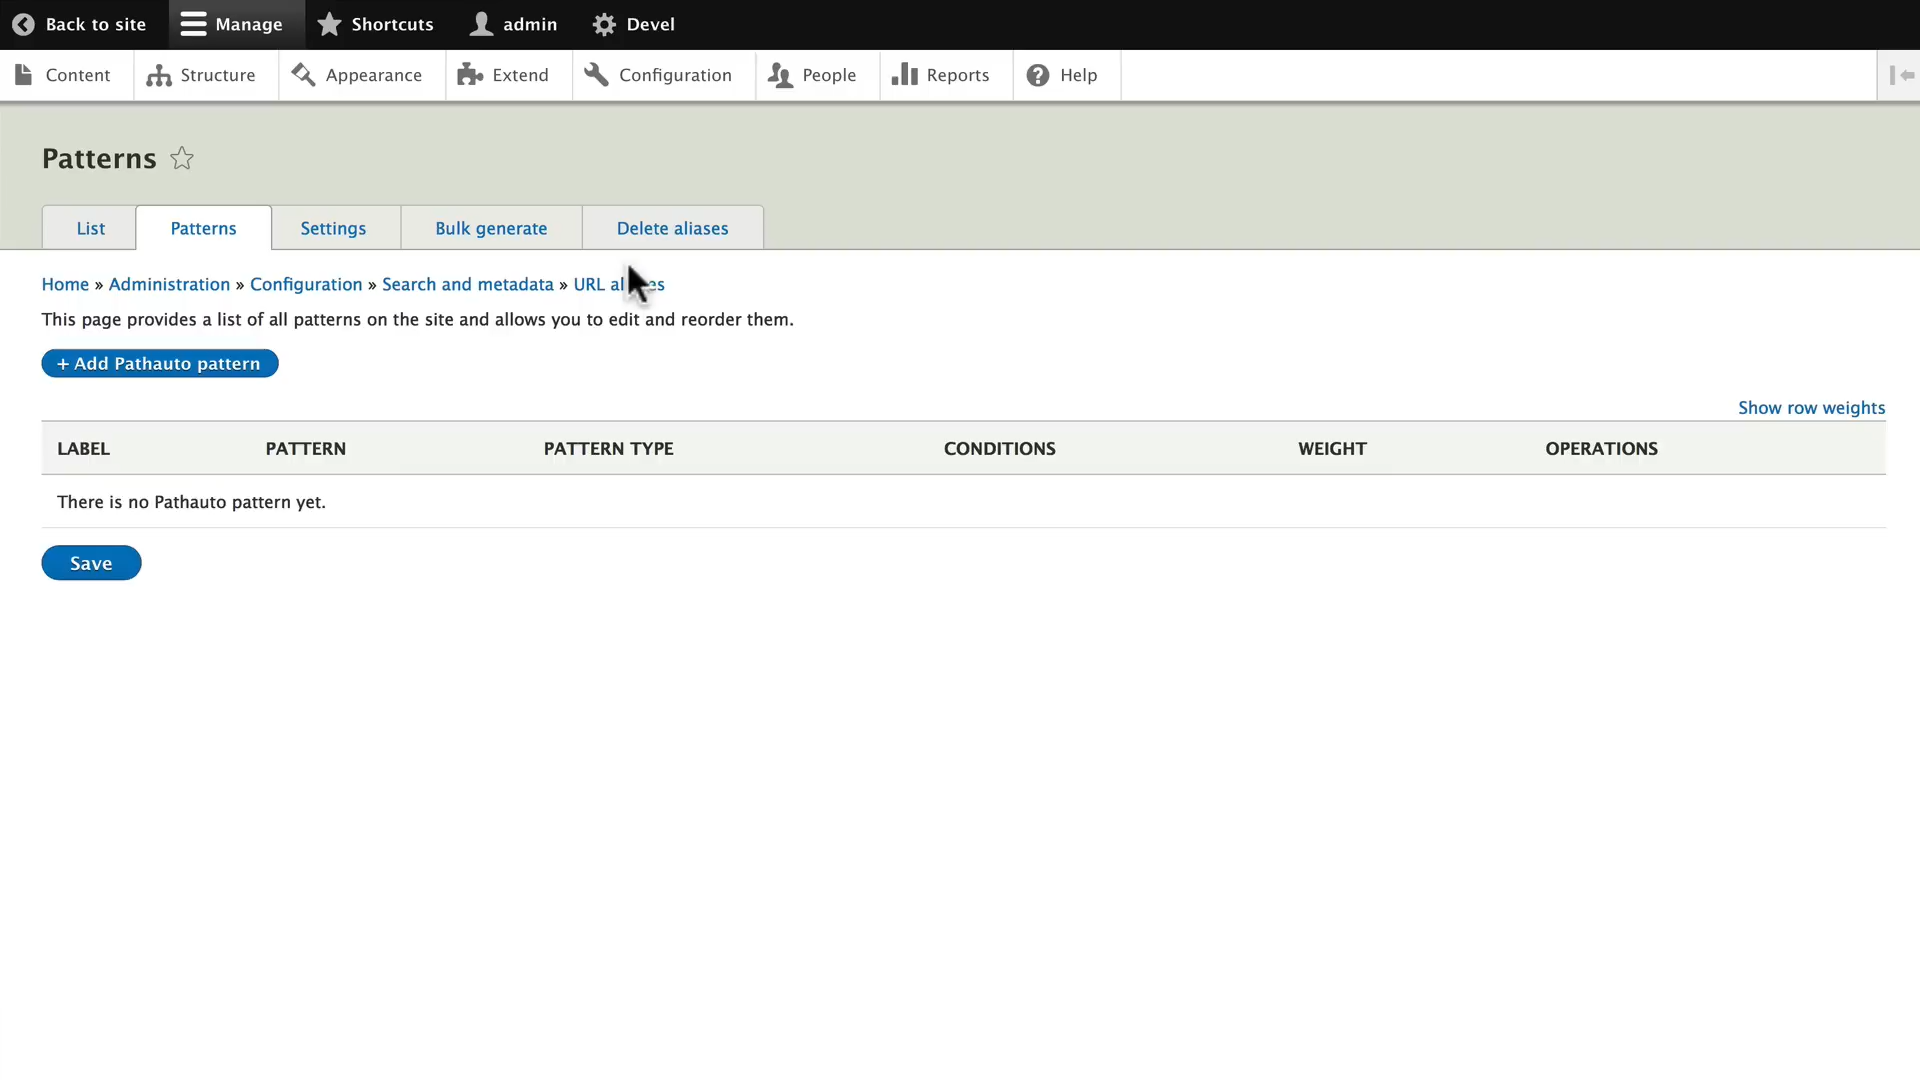 Back to site Manage Shortcuts admin Devel
Content Structure Appearance Extend Configuration People Reports Help
Patterns
List Patterns Settings Bulk generate Delete aliases
Home » Administration » Configuration » Search and metadata » URL
This page provides a list of all patterns on the site and allows you to edit and reorder them.
+ Add Pathauto pattern
Show row weights
LABEL PATTERN PATTERN TYPE CONDITIONS WEIGHT OPERATIONS
There is no Pathauto pattern yet.
Save